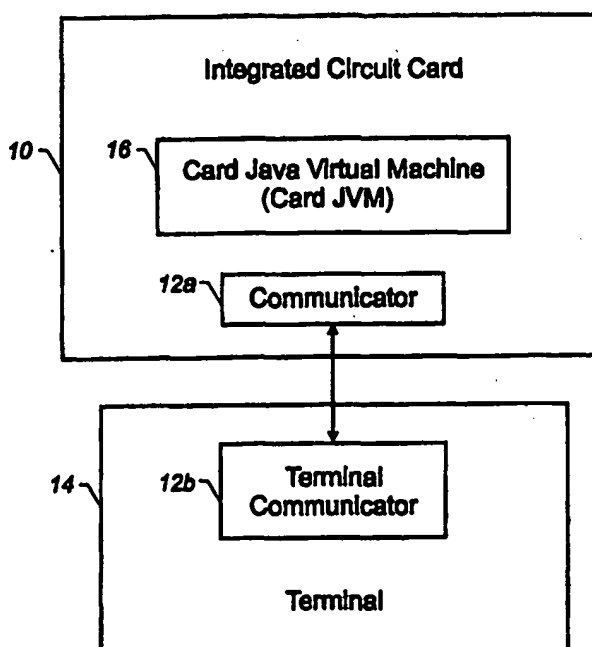 Integrated Circuit Card
10
16
Card Java Virtual Machine
(Card JVM)
12a
Communicator
14
12b
Terminal
Communicator
Terminal